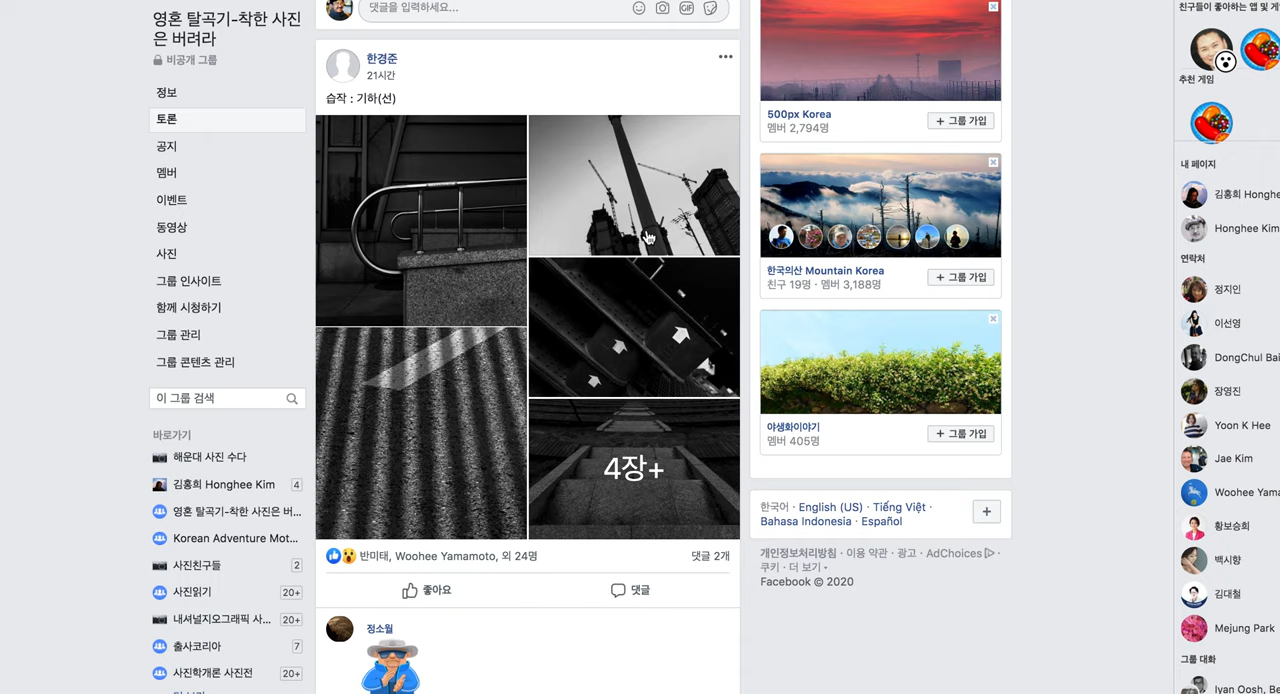 영혼 탈곡기-착한 사진
은 버려라
비공개 그룹
정보
토론
공지
멤버
이벤트
동영상
사진
그룹 인사이트
함께 시청하기
그룹 관리
그룹 콘텐츠 관리
이 그룹 검색
바로가기
해운대 사진 수다
김홍희 Honghee Kim 4
영혼 탈곡기-착한 사진은 버...
Korean Adventure Mot...
사진친구들 2
사진읽기 20+
내셔널지오그래픽 사... 20+
출사코리아 7
사진학개론 사진전 20+
댓글을 입력하세요...
GIF
한경준
21시간
습작 : 기하(선)
4장+
반미태, Woohee Yamamoto, 외 24명
댓글 2개
좋아요
댓글
정소월
500px Korea
멤버 2,794명
+ 그룹 가입
한국의산 Mountain Korea
친구 19명 · 멤버 3,188명
+ 그룹 가입
야생화이야기
멤버 405명
+ 그룹 가입
한국어 · English (US) · Tiếng Việt ·
Bahasa Indonesia · Español
개인정보처리방침 · 이용 약관 · 광고 · AdChoices ·
쿠키 · 더 보기
Facebook © 2020
친구들이 좋아하는 앱 및 게
추천 게임
내 페이지
김홍희 Honghe
Honghee Kim
연락처
정지인
이선영
DongChul Bai
장영진
Yoon K Hee
Jae Kim
Woohee Yama
황보승희
백시향
김대철
Mejung Park
그룹 대화
Iyan Oosh, Be